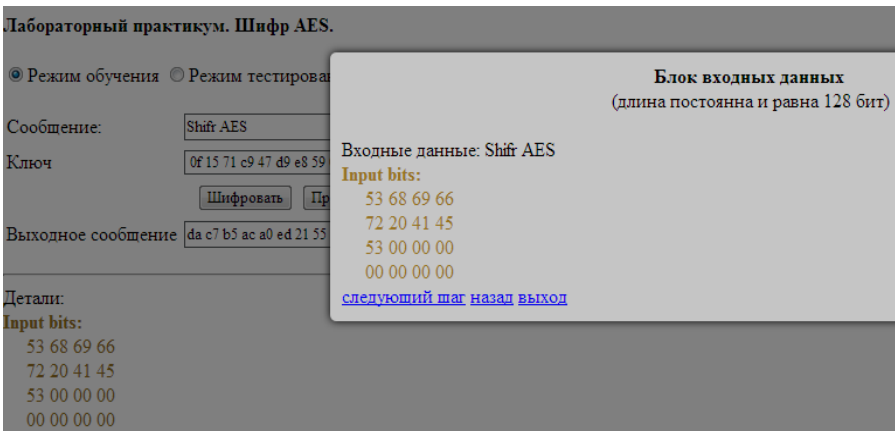 Лабораторный практикум. Шифр AES.
Режим обучения Режим тестирован
Сообщение: Shifr AES
Ключ 0f 15 71 c9 47 d9 e8 59
Шифровать Пр
Выходное сообщение da c7 b5 ac a0 ed 21 55
Детали:
Input bits:
53 68 69 66
72 20 41 45
53 00 00 00
00 00 00 00
Блок входных данных
(длина постоянна и равна 128 бит)
Входные данные: Shifr AES
Input bits:
53 68 69 66
72 20 41 45
53 00 00 00
00 00 00 00
следующий шаг назад выход